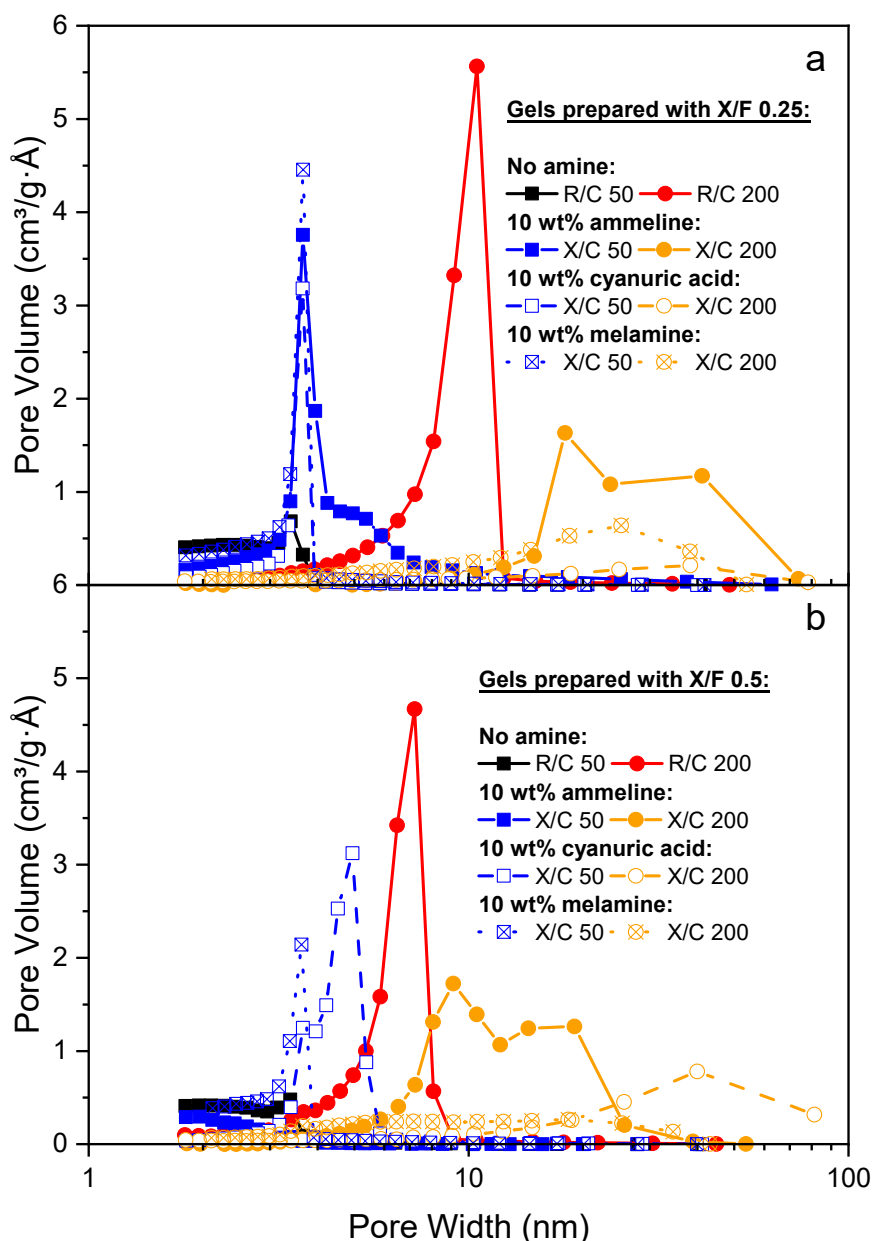 6
a
5
4
3
2
1
6
Pore Volume (cm³/g·Å)
Gels prepared with X/F 0.25:
No amine:
R/C 50 R/C 200
10 wt% ammeline:
X/C 50 X/C 200
10 wt% cyanuric acid:
X/C 50 X/C 200
10 wt% melamine:
X/C 50 X/C 200
b
5
4
3
2
1
0
Pore Volume (cm³/g·Å)
Gels prepared with X/F 0.5:
No amine:
R/C 50 R/C 200
10 wt% ammeline:
X/C 50 X/C 200
10 wt% cyanuric acid:
X/C 50 X/C 200
10 wt% melamine:
X/C 50 X/C 200
1 10 100
Pore Width (nm)